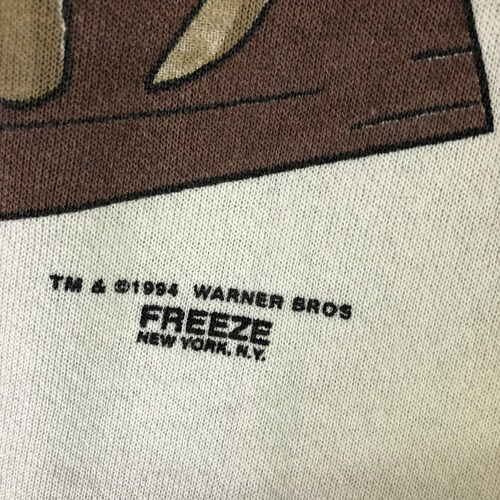 TM & ©1994 WARNER BROS
FREEZE
NEW YORK, N.Y.